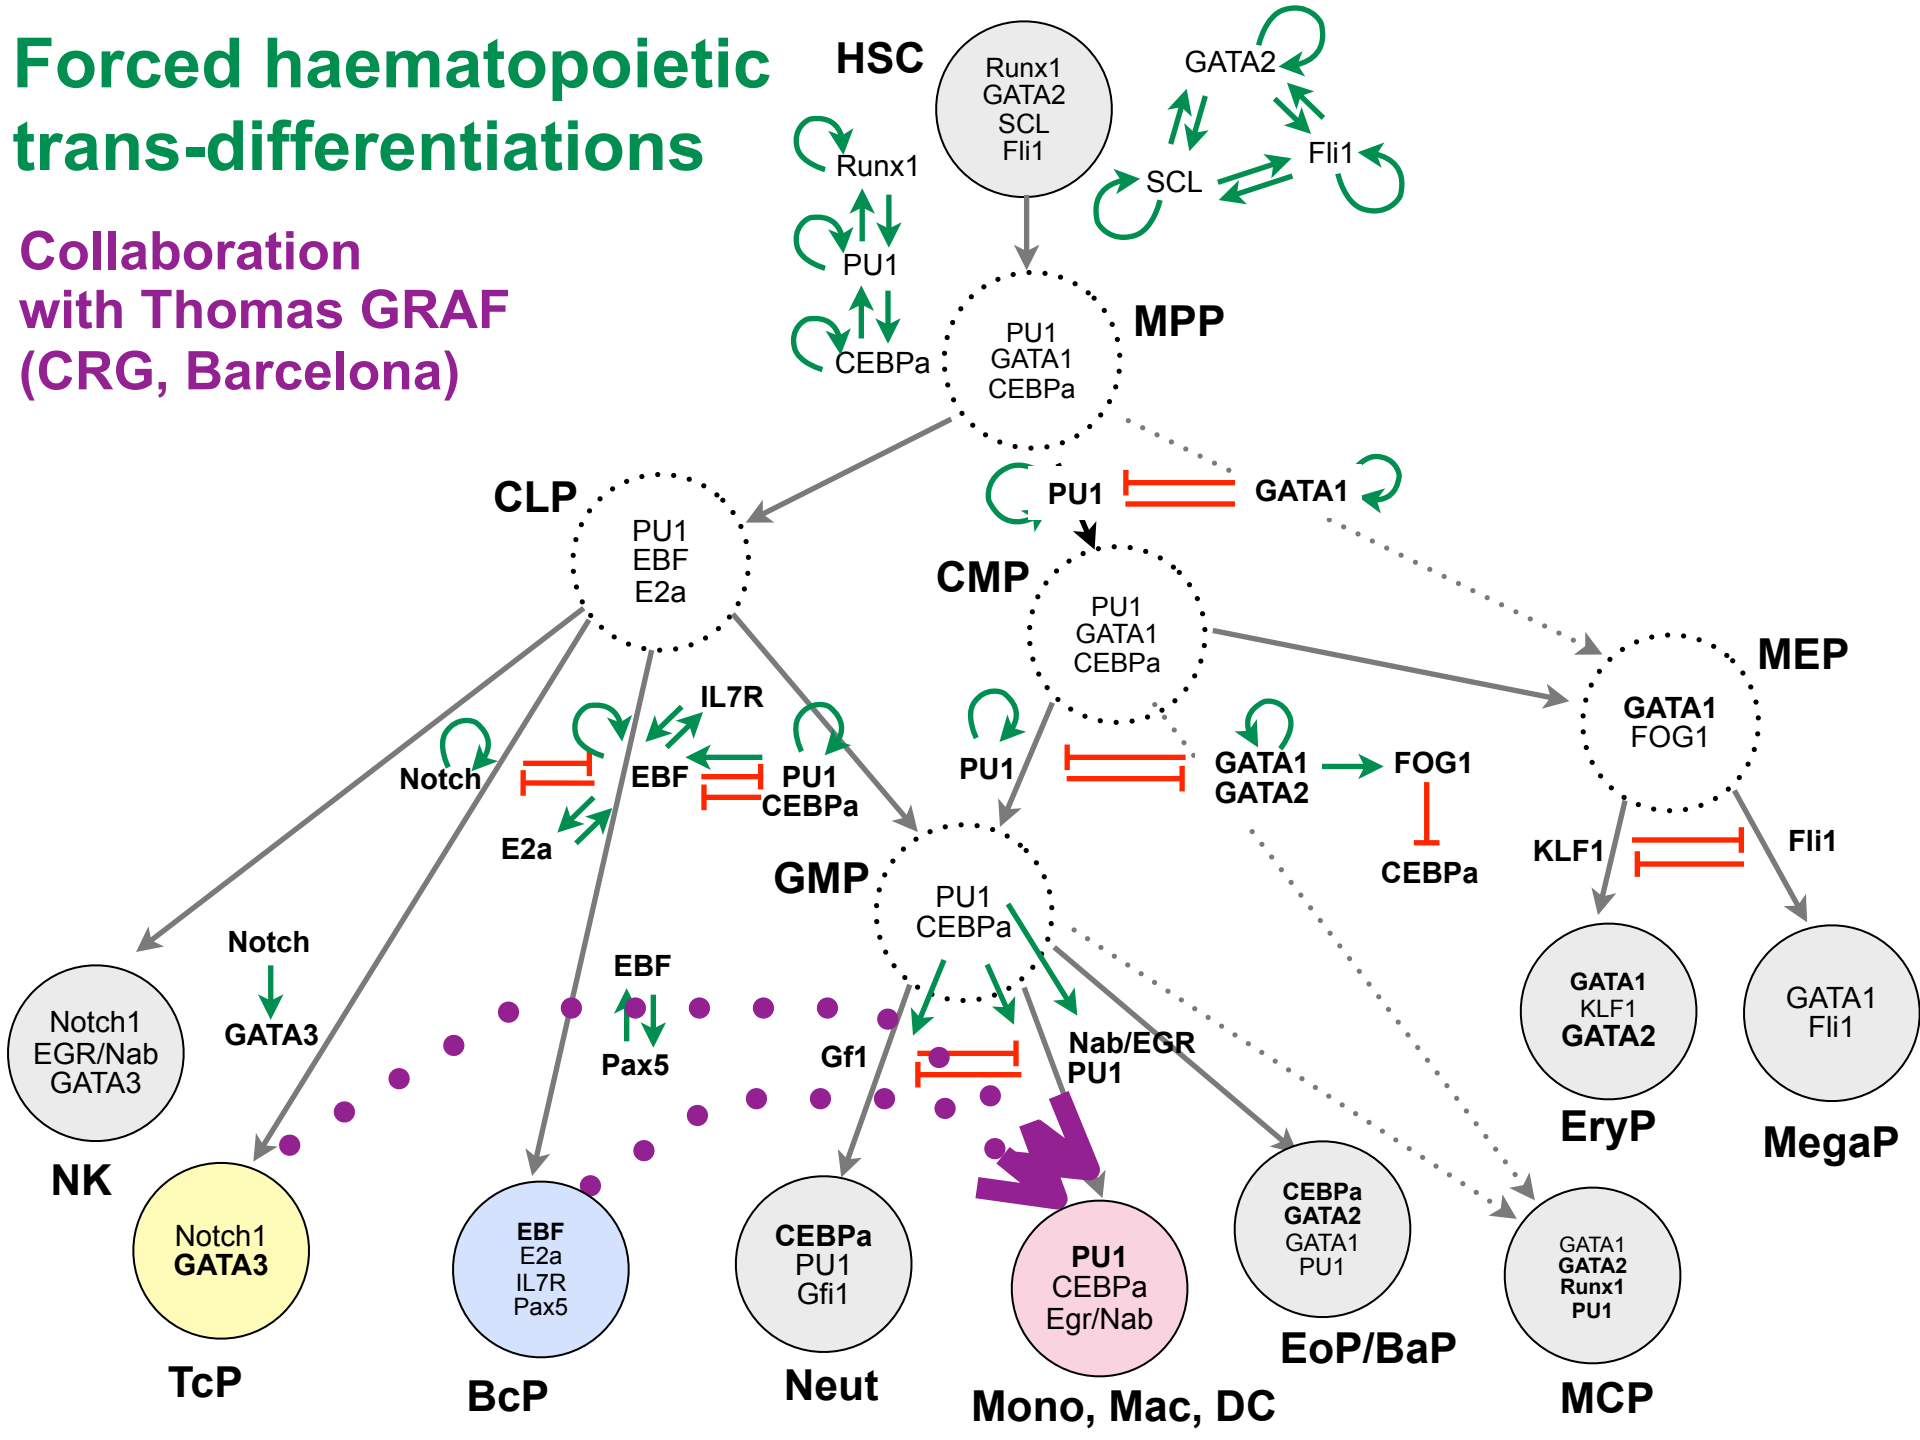 Forced haematopoietic
trans-differentiations
Collaboration
with Thomas GRAF
(CRG, Barcelona)
HSC
Runx1
GATA2
SCL
Fli1
GATA2
Fli1
SCL
Runx1
PU1
CEBPa
MPP
PU1
GATA1
CEBPa
PU1
GATA1
CLP
PU1
EBF
E2a
CMP
PU1
GATA1
CEBPa
MEP
GATA1
FOG1
Notch
EBF
IL7R
PU1
CEBPa
E2a
PU1
GATA1
GATA2
FOG1
CEBPa
KLF1
Fli1
GMP
PU1
CEBPa
Notch
GATA3
EBF
Pax5
Gf1
Nab/EGR
PU1
Notch1
EGR/Nab
GATA3
NK
Notch1
GATA3
TcP
EBF
E2a
IL7R
Pax5
BcP
CEBPa
PU1
Gfi1
Neut
PU1
CEBPa
Egr/Nab
Mono, Mac, DC
CEBPa
GATA2
GATA1
PU1
EoP/BaP
GATA1
GATA2
Runx1
PU1
MCP
GATA1
KLF1
GATA2
EryP
GATA1
Fli1
MegaP